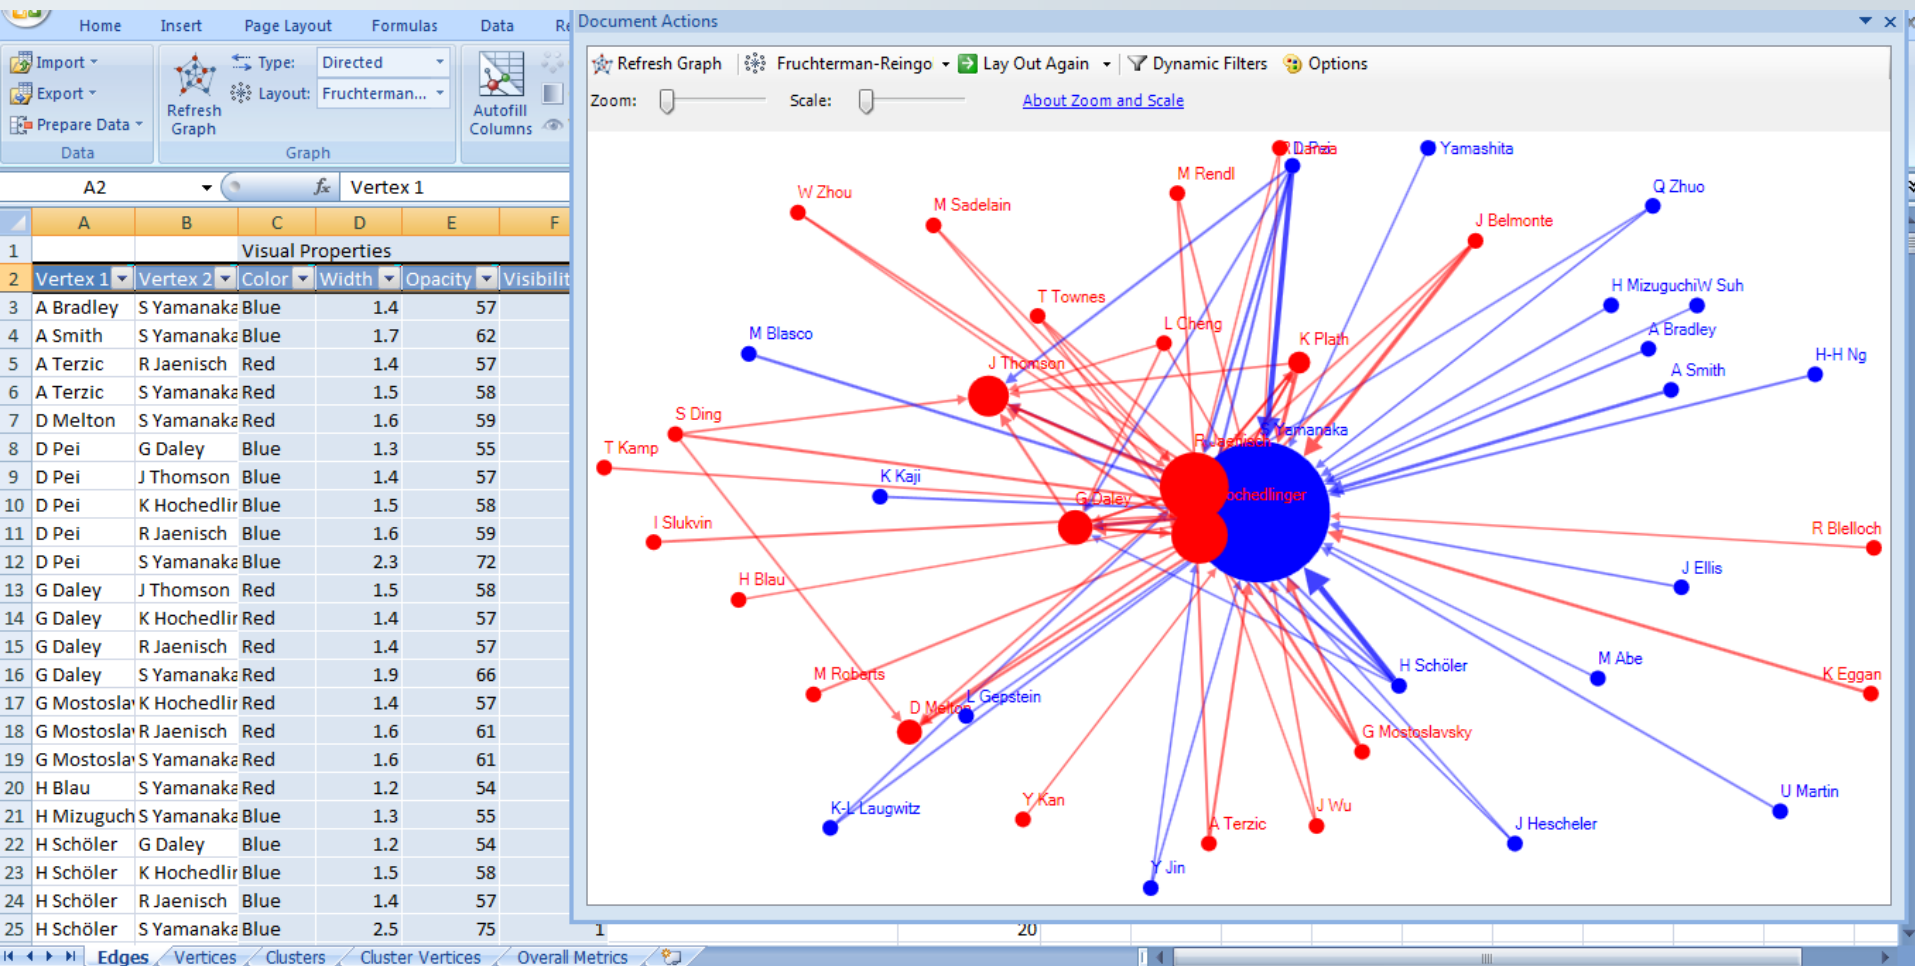 Home Insert Page Layout Formulas Data
Document Actions
Import
Export
Prepare Data
Data
Refresh Graph
Type: Directed
Layout: Fruchterman...
Graph
Autofill Columns
Refresh Graph Fruchterman-Reingo Lay Out Again Dynamic Filters Options
Zoom: Scale: About Zoom and Scale
A2 fx Vertex 1
A B C D E F
1 Visual Properties
2 Vertex 1 Vertex 2 Color Width Opacity Visibilit
3 A Bradley S Yamanaka Blue 1.4 57
4 A Smith S Yamanaka Blue 1.7 62
5 A Terzic R Jaenisch Red 1.4 57
6 A Terzic S Yamanaka Red 1.5 58
7 D Melton S Yamanaka Red 1.6 59
8 D Pei G Daley Blue 1.3 55
9 D Pei J Thomson Blue 1.4 57
10 D Pei K Hochedlir Blue 1.5 58
11 D Pei R Jaenisch Blue 1.6 59
12 D Pei S Yamanaka Blue 2.3 72
13 G Daley J Thomson Red 1.5 58
14 G Daley K Hochedlir Red 1.4 57
15 G Daley R Jaenisch Red 1.4 57
16 G Daley S Yamanaka Red 1.9 66
17 G Mostoslav K Hochedlir Red 1.4 57
18 G Mostoslav R Jaenisch Red 1.6 61
19 G Mostoslav S Yamanaka Red 1.6 61
20 H Blau S Yamanaka Red 1.2 54
21 H Mizuguch S Yamanaka Blue 1.3 55
22 H Schöler G Daley Blue 1.2 54
23 H Schöler K Hochedlir Blue 1.5 58
24 H Schöler R Jaenisch Blue 1.4 57
25 H Schöler S Yamanaka Blue 2.5 75 1 20
Yamashita
M Rendl
Q Zhuo
W Zhou
M Sadelain
J Belmonte
H Mizuguchi
W Suh
T Townes
L Cheng
A Bradley
M Blasco
K Plath
H-H Ng
J Thomson
A Smith
S Ding
S Yamanaka
R Jaenisch
T Kamp
K Kaji
ochedlinger
G Daley
I Slukvin
R Blelloch
J Ellis
H Blau
M Abe
H Schöler
M Roberts
K Eggan
L Gepstein
D Melton
G Mostoslavsky
U Martin
Y Kan
J Wu
K-L Laugwitz
A Terzic
J Hescheler
Y Jin
Edges Vertices Clusters Cluster Vertices Overall Metrics